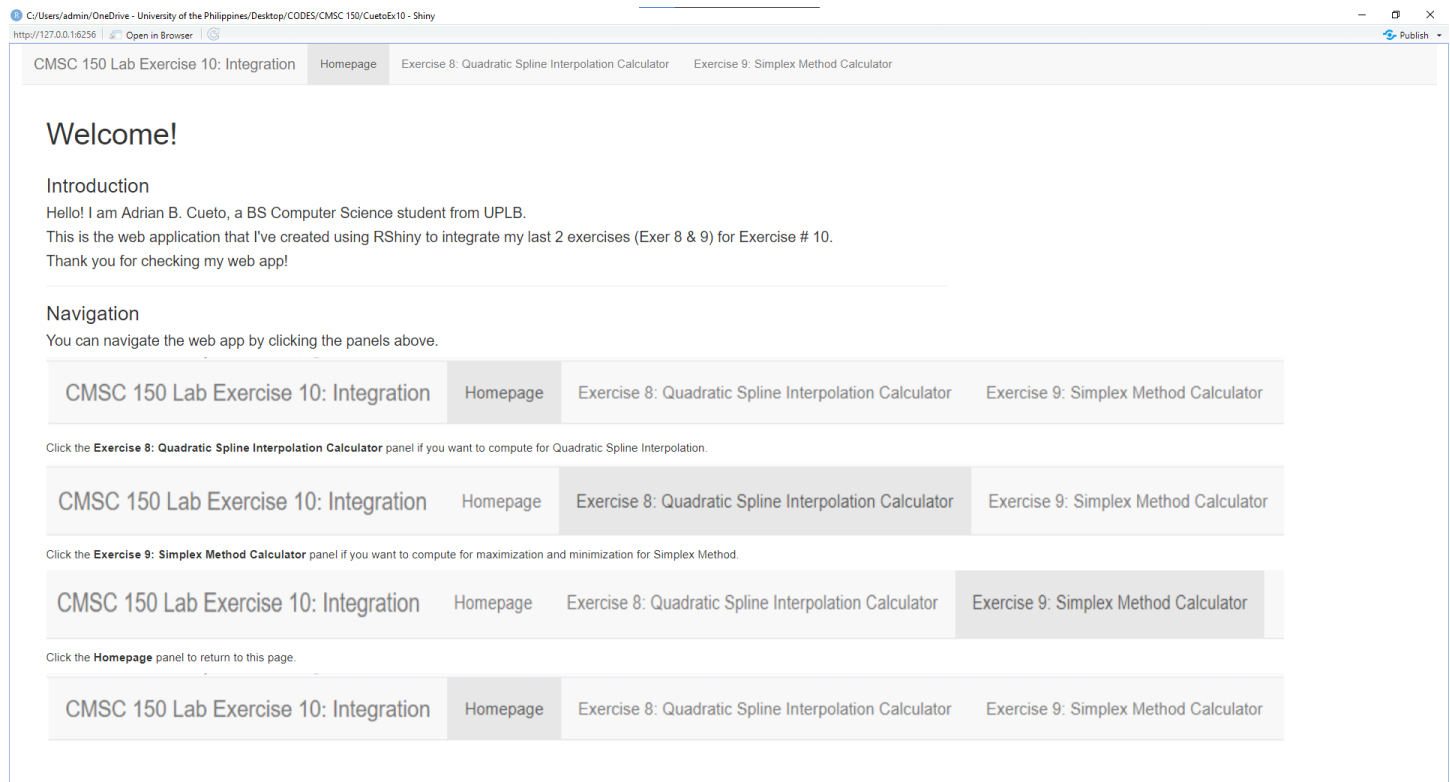 C:/Users/admin/OneDrive - University of the Philippines/Desktop/CODES/CMSC 150/CuetoEx10 - Shiny
http://127.0.0.1:6256 Open in Browser Publish
CMSC 150 Lab Exercise 10: Integration Homepage Exercise 8: Quadratic Spline Interpolation Calculator Exercise 9: Simplex Method Calculator
Welcome!
Introduction
Hello! I am Adrian B. Cueto, a BS Computer Science student from UPLB.
This is the web application that I've created using RShiny to integrate my last 2 exercises (Exer 8 & 9) for Exercise # 10.
Thank you for checking my web app!
Navigation
You can navigate the web app by clicking the panels above.
CMSC 150 Lab Exercise 10: Integration Homepage Exercise 8: Quadratic Spline Interpolation Calculator Exercise 9: Simplex Method Calculator
Click the Exercise 8: Quadratic Spline Interpolation Calculator panel if you want to compute for Quadratic Spline Interpolation.
CMSC 150 Lab Exercise 10: Integration Homepage Exercise 8: Quadratic Spline Interpolation Calculator Exercise 9: Simplex Method Calculator
Click the Exercise 9: Simplex Method Calculator panel if you want to compute for maximization and minimization for Simplex Method.
CMSC 150 Lab Exercise 10: Integration Homepage Exercise 8: Quadratic Spline Interpolation Calculator Exercise 9: Simplex Method Calculator
Click the Homepage panel to return to this page.
CMSC 150 Lab Exercise 10: Integration Homepage Exercise 8: Quadratic Spline Interpolation Calculator Exercise 9: Simplex Method Calculator